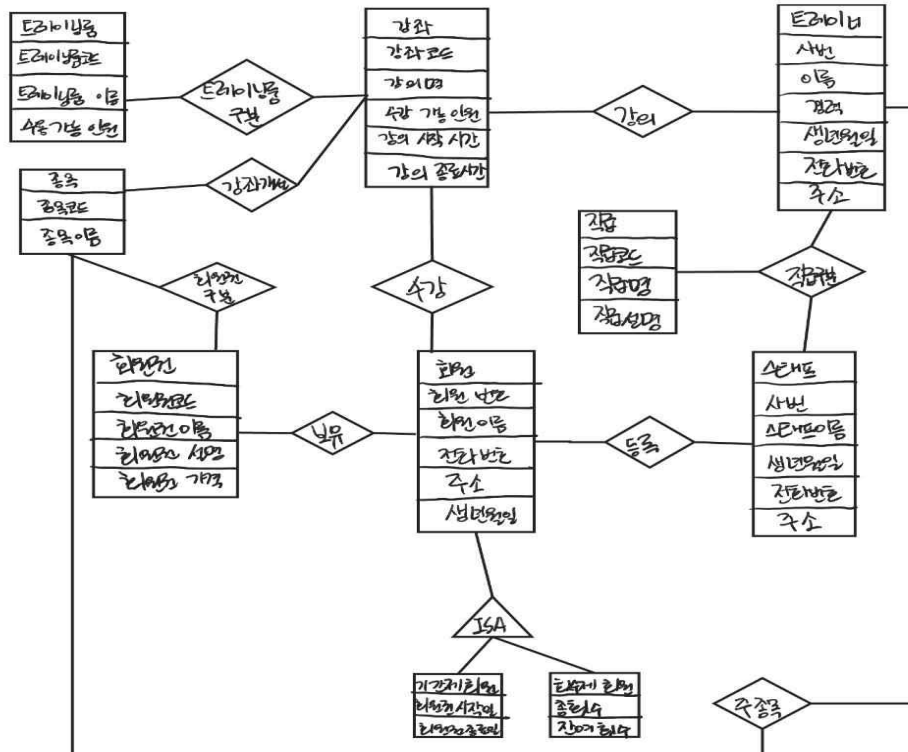 트레이닝룸
트레이닝룸코드
트레이닝룸 이름
수용 가능 인원
트레이닝룸
구분
강좌
강좌코드
강의명
수강 가능 인원
강의 시작 시간
강의 종료시간
강의
트레이너
사번
이름
경력
생년월일
전화번호
주소
종목
종목코드
종목이름
강좌개설
회원권
구분
수강
직급
직급코드
직급명
직급설명
직급구분
회원권
회원권코드
회원권이름
회원권 설명
회원권 가격
보유
회원
회원 번호
회원이름
전화번호
주소
생년월일
등록
스태프
사번
스태프이름
생년월일
전화번호
주소
ISA
기간제회원
회원권시작일
회원권종료일
횟수제 회원
총횟수
잔여횟수
주종목